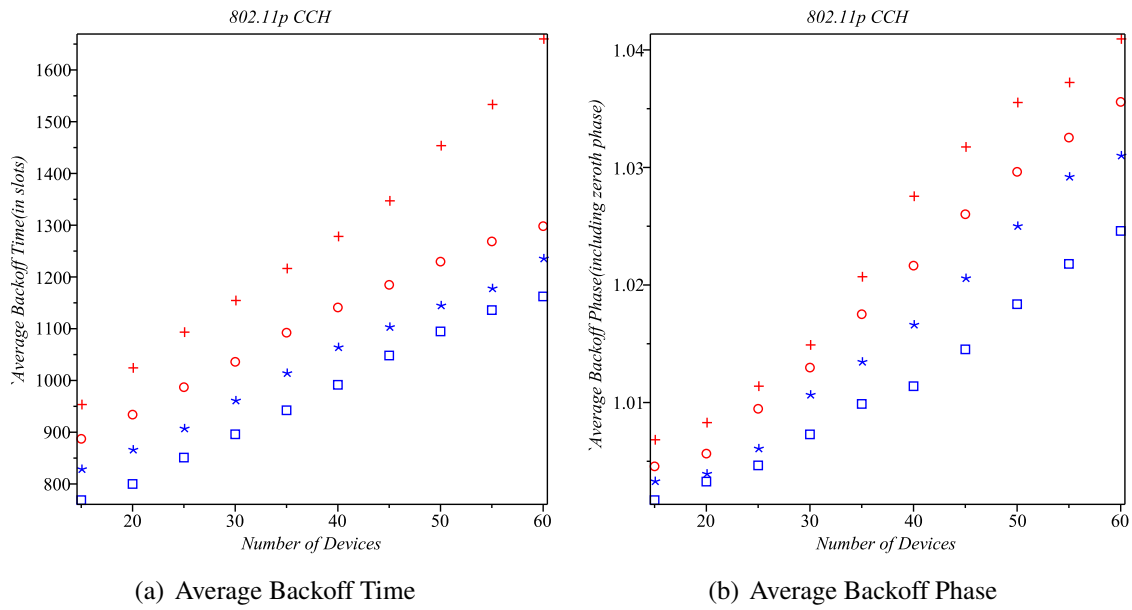 802.11p CCH
`Average Backoff Time(in slots)
1600
1500
1400
1300
1200
1100
1000
900
800
20
30
40
50
60
Number of Devices
(a) Average Backoff Time
802.11p CCH
`Average Backoff Phase(including zeroth phase)
1.04
1.03
1.02
1.01
20
30
40
50
60
Number of Devices
(b) Average Backoff Phase